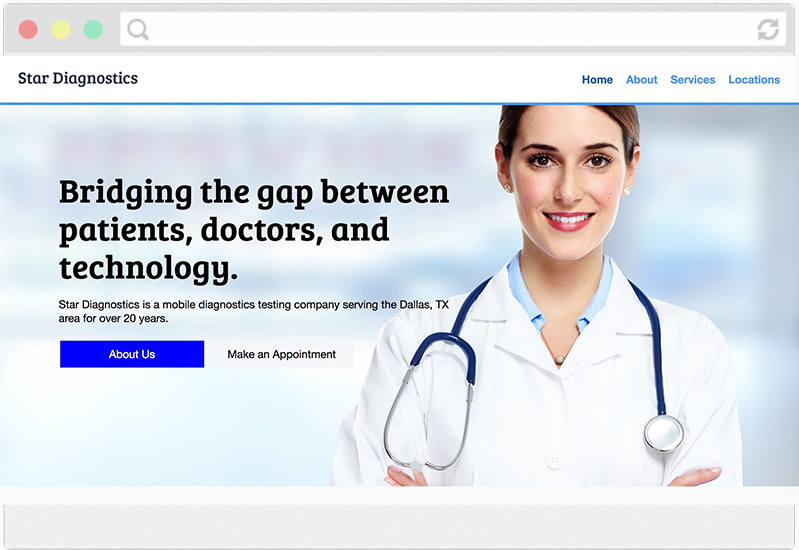 Star Diagnostics
Home About Services Locations
Bridging the gap between
patients, doctors, and
technology.
Star Diagnostics is a mobile diagnostics testing company serving the Dallas, TX
area for over 20 years.
About Us Make an Appointment